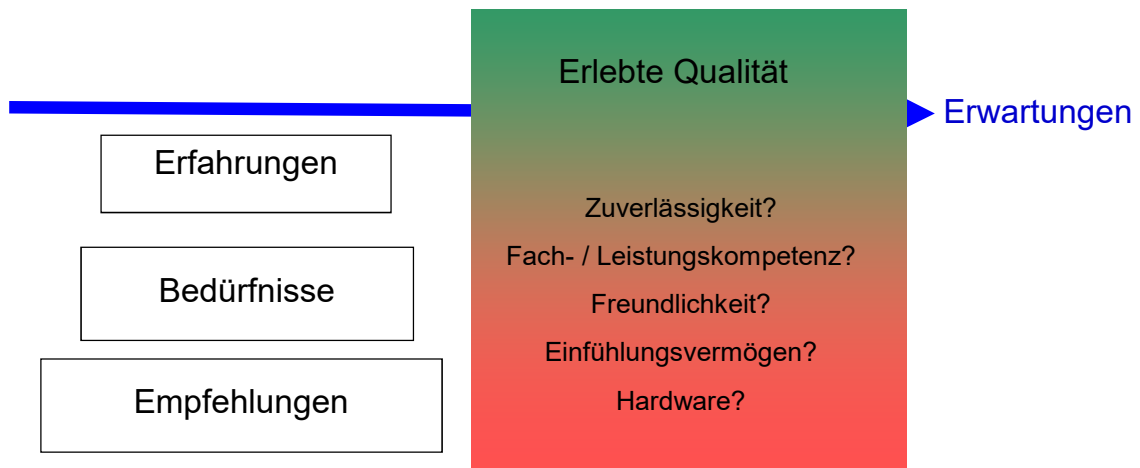 Erlebte Qualität
Erwartungen
Erfahrungen
Bedürfnisse
Empfehlungen
Zuverlässigkeit?
Fach- / Leistungskompetenz?
Freundlichkeit?
Einfühlungsvermögen?
Hardware?